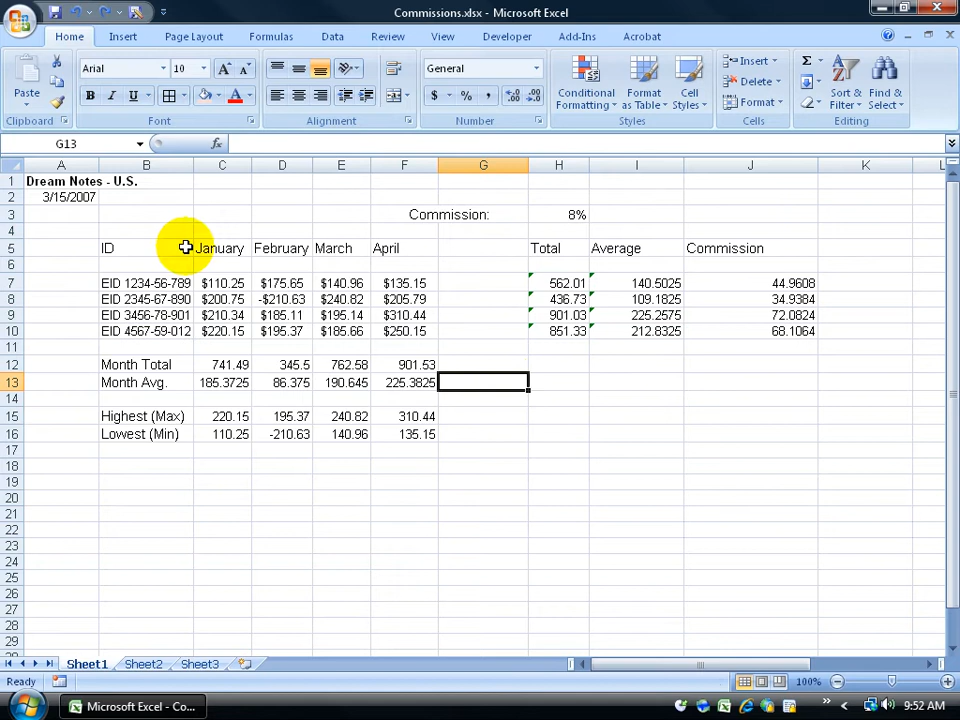 Commissions.xlsx - Microsoft Excel
Home Insert Page Layout Formulas Data Review View Developer Add-Ins Acrobat
Paste
Arial 10
B I U
General
$ % ,
Conditional Formatting
Format as Table
Cell Styles
Insert
Delete
Format
Sort & Filter
Find & Select
Clipboard Font Alignment Number Styles Cells Editing
G13 fx
A B C D E F G H I J K L
1 Dream Notes - U.S.
2 3/15/2007
3 Commission: 8%
4
5 ID January February March April Total Average Commission
6
7 EID 1234-56-789 $110.25 $175.65 $140.96 $135.15 562.01 140.5025 44.9608
8 EID 2345-67-890 $200.75 -$210.63 $240.82 $205.79 436.73 109.1825 34.9384
9 EID 3456-78-901 $210.34 $185.11 $195.14 $310.44 901.03 225.2575 72.0824
10 EID 4567-59-012 $220.15 $195.37 $185.66 $250.15 851.33 212.8325 68.1064
11
12 Month Total 741.49 345.5 762.58 901.53
13 Month Avg. 185.3725 86.375 190.645 225.3825
14
15 Highest (Max) 220.15 195.37 240.82 310.44
16 Lowest (Min) 110.25 -210.63 140.96 135.15
17
18
19
20
21
22
23
24
25
26
27
28
29
Sheet1 Sheet2 Sheet3
Ready 100%
Microsoft Excel - Co... 9:52 AM